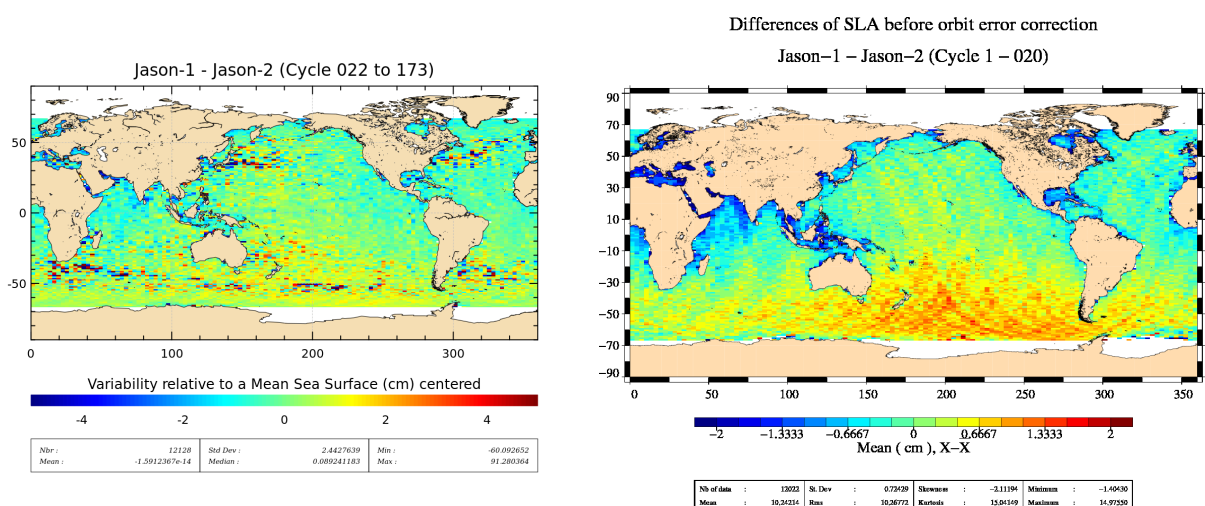 Jason-1 - Jason-2 (Cycle 022 to 173)
50
0
-50
0 100 200 300
Variability relative to a Mean Sea Surface (cm) centered
-4 -2 0 2 4
Nbr : 12128 Std Dev : 2.4427639 Min : -60.092652
Mean : -1.5912367e-14 Median : 0.089241183 Max : 91.280364
Differences of SLA before orbit error correction
Jason−1 − Jason−2 (Cycle 1 − 020)
90
70
50
30
10
−10
−30
−50
−70
−90
0 50 100 150 200 250 300 350
−2 −1.3333 −0.6667 0 0.6667 1.3333 2
Mean ( cm ), X−X
Nb of data : 12022 St. Dev : 0.72429 Skewness : −2.11194 Minimum : −1.40430
Mean : 10.24214 Rms : 10.26772 Kurtosis : 15.04149 Maximum : 14.97550